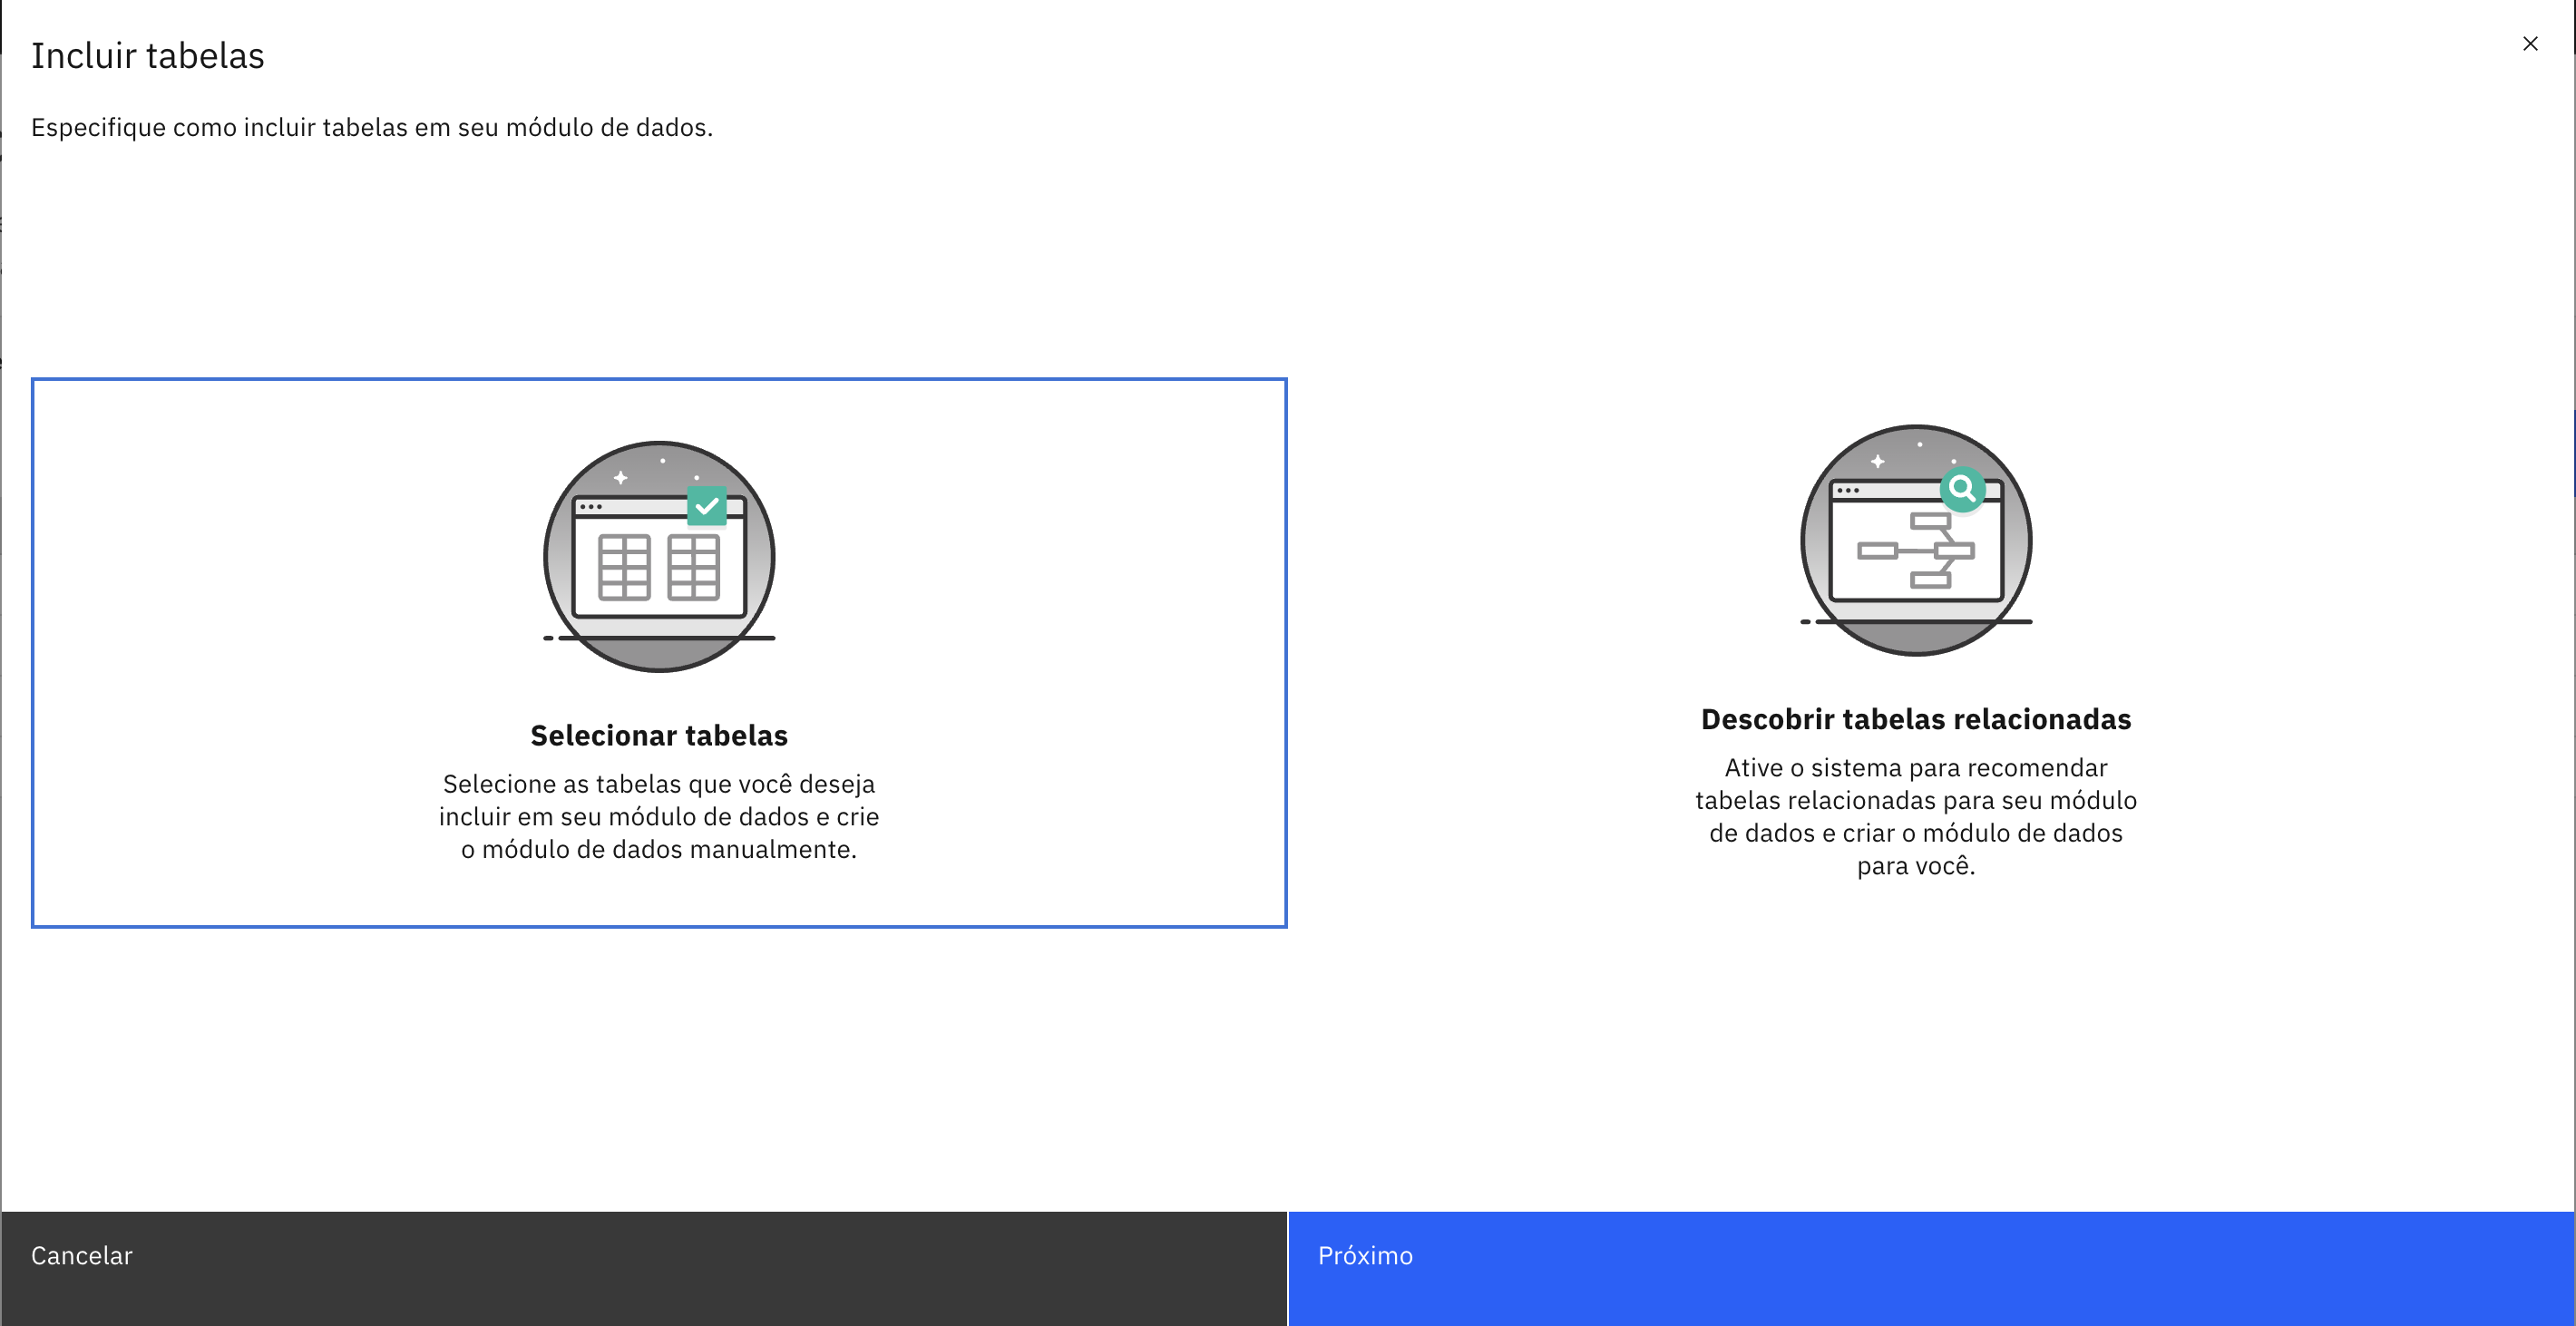 Incluir tabelas
Especifique como incluir tabelas em seu módulo de dados.
Selecionar tabelas
Selecione as tabelas que você deseja
incluir em seu módulo de dados e crie
o módulo de dados manualmente.
Descobrir tabelas relacionadas
Ative o sistema para recomendar
tabelas relacionadas para seu módulo
de dados e criar o módulo de dados
para você.
Cancelar
Próximo